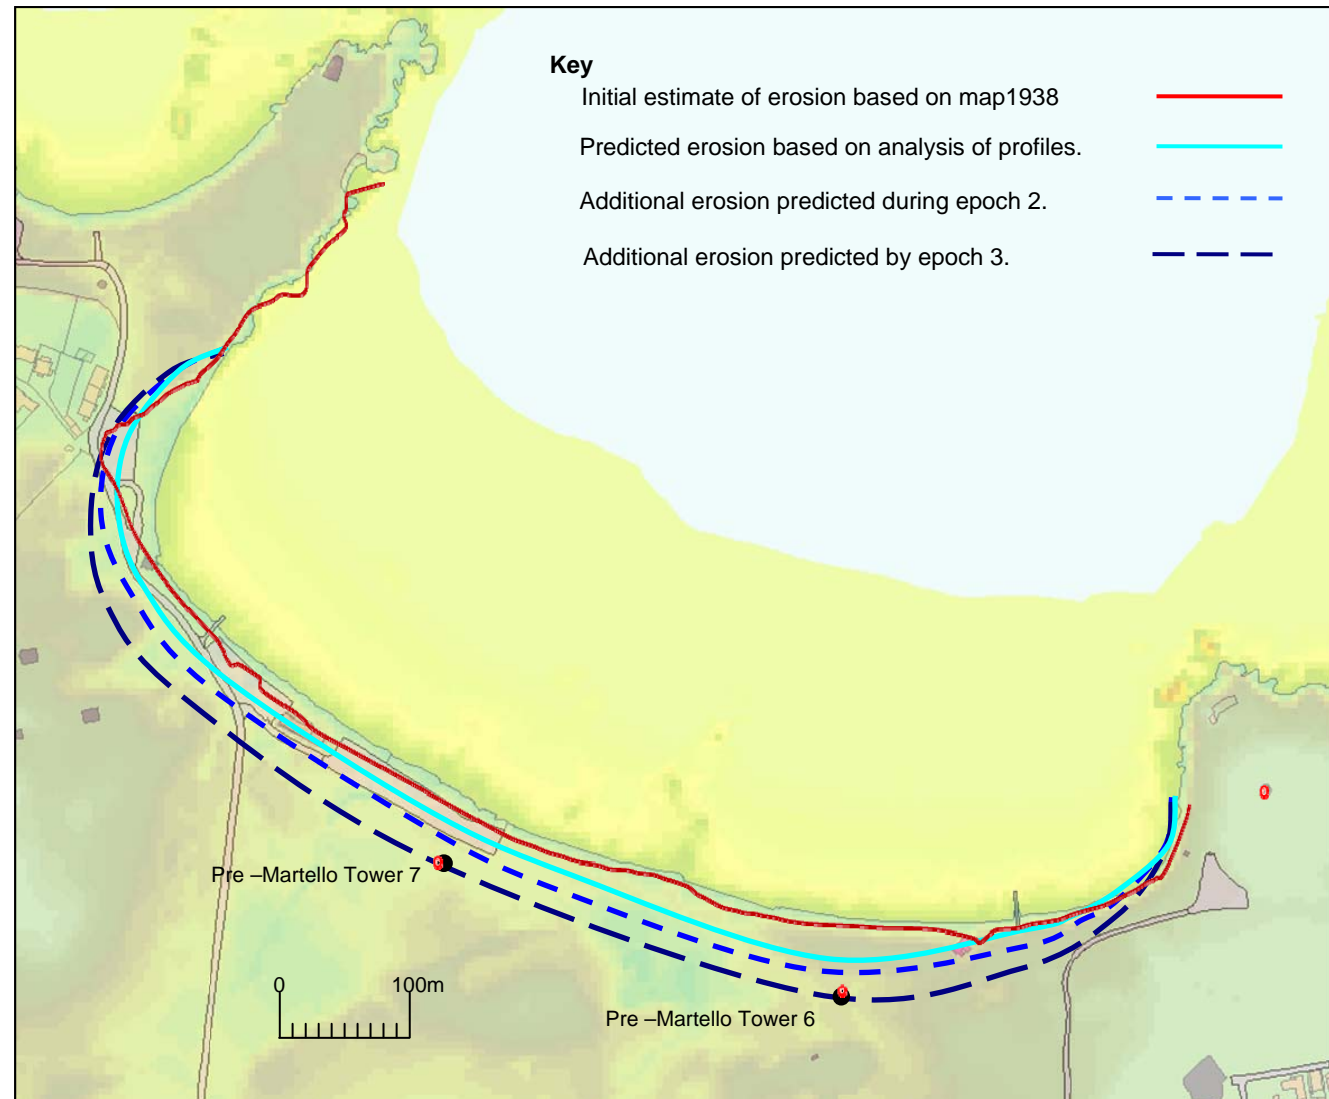 Key
Initial estimate of erosion based on map1938
Predicted erosion based on analysis of profiles.
Additional erosion predicted during epoch 2.
Additional erosion predicted by epoch 3.
Pre –Martello Tower 7
0 100m
Pre –Martello Tower 6